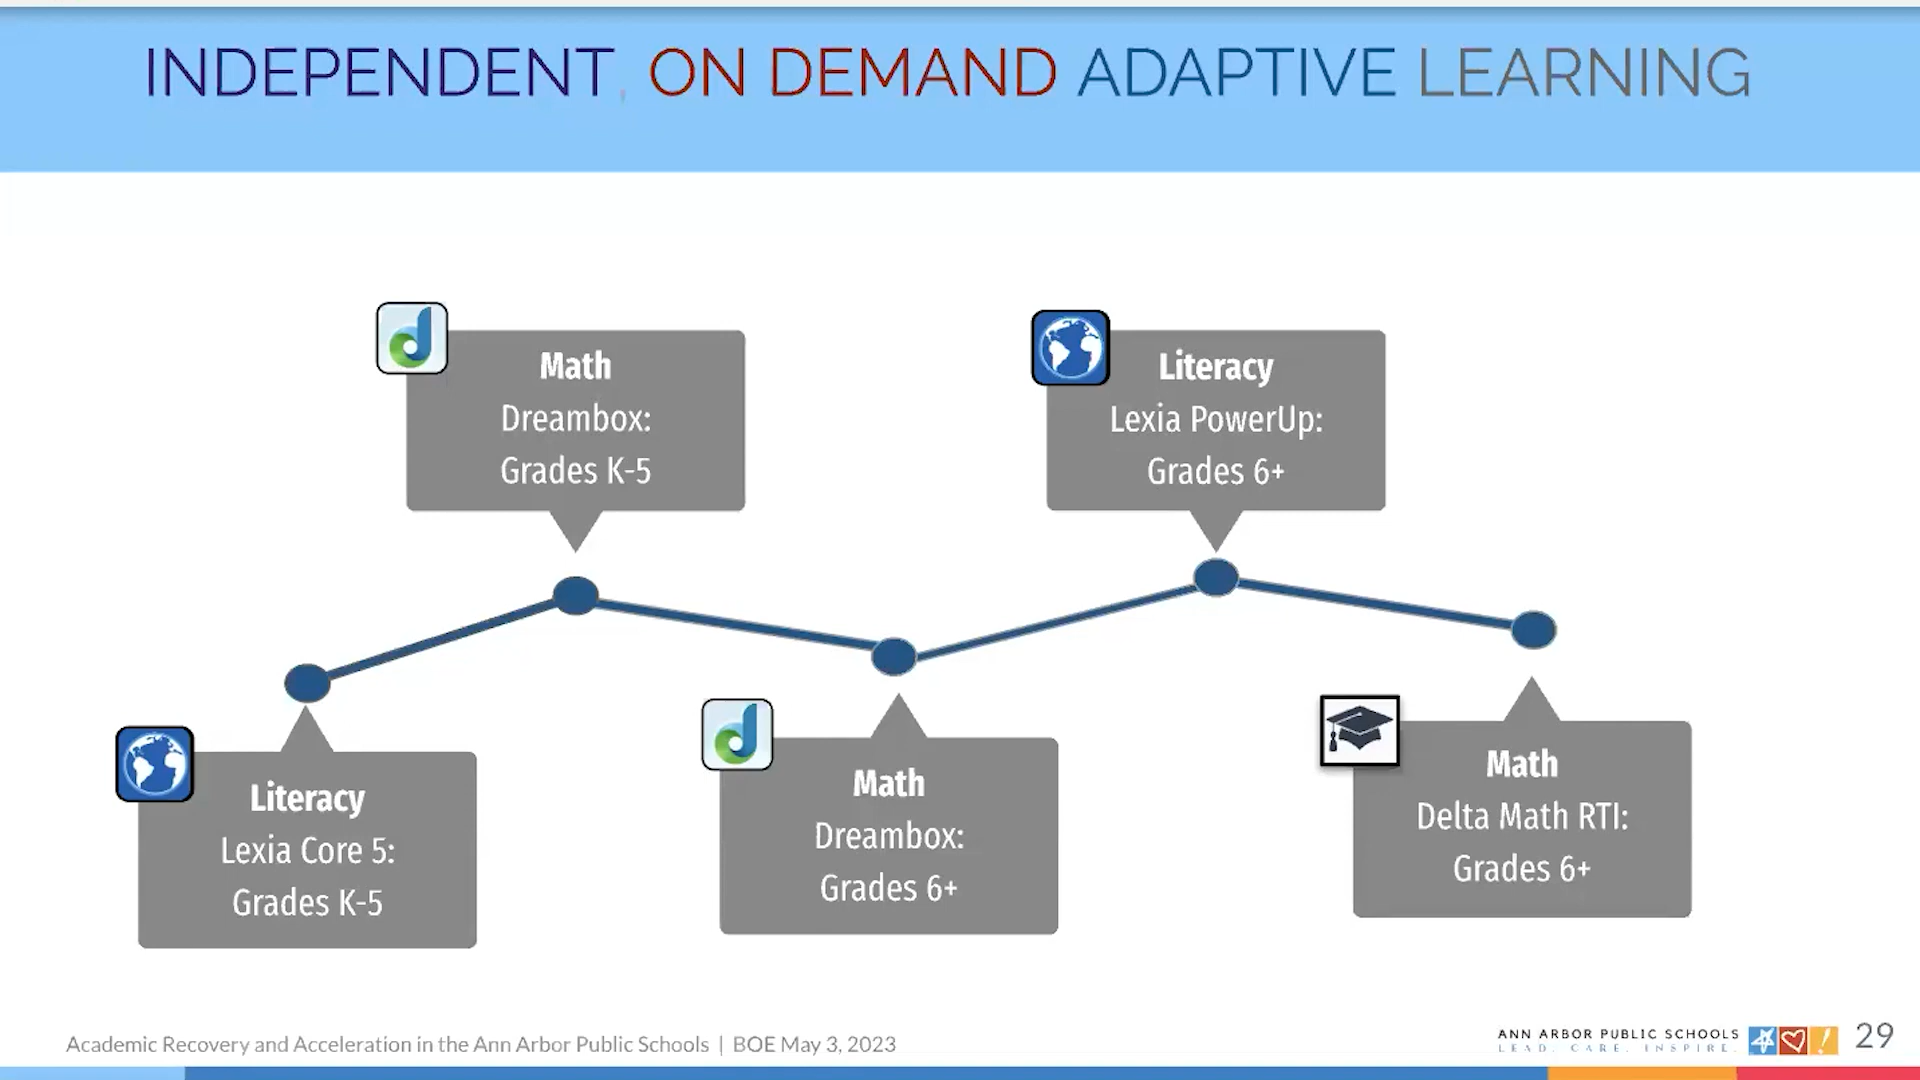 INDEPENDENT, ON DEMAND ADAPTIVE LEARNING
Math
Dreambox:
Grades K-5
Literacy
Lexia PowerUp:
Grades 6+
Literacy
Lexia Core 5:
Grades K-5
Math
Dreambox:
Grades 6+
Math
Delta Math RTI:
Grades 6+
Academic Recovery and Acceleration in the Ann Arbor Public Schools | BOE May 3, 2023
ANN ARBOR PUBLIC SCHOOLS
LEAD. CARE. INSPIRE.
29